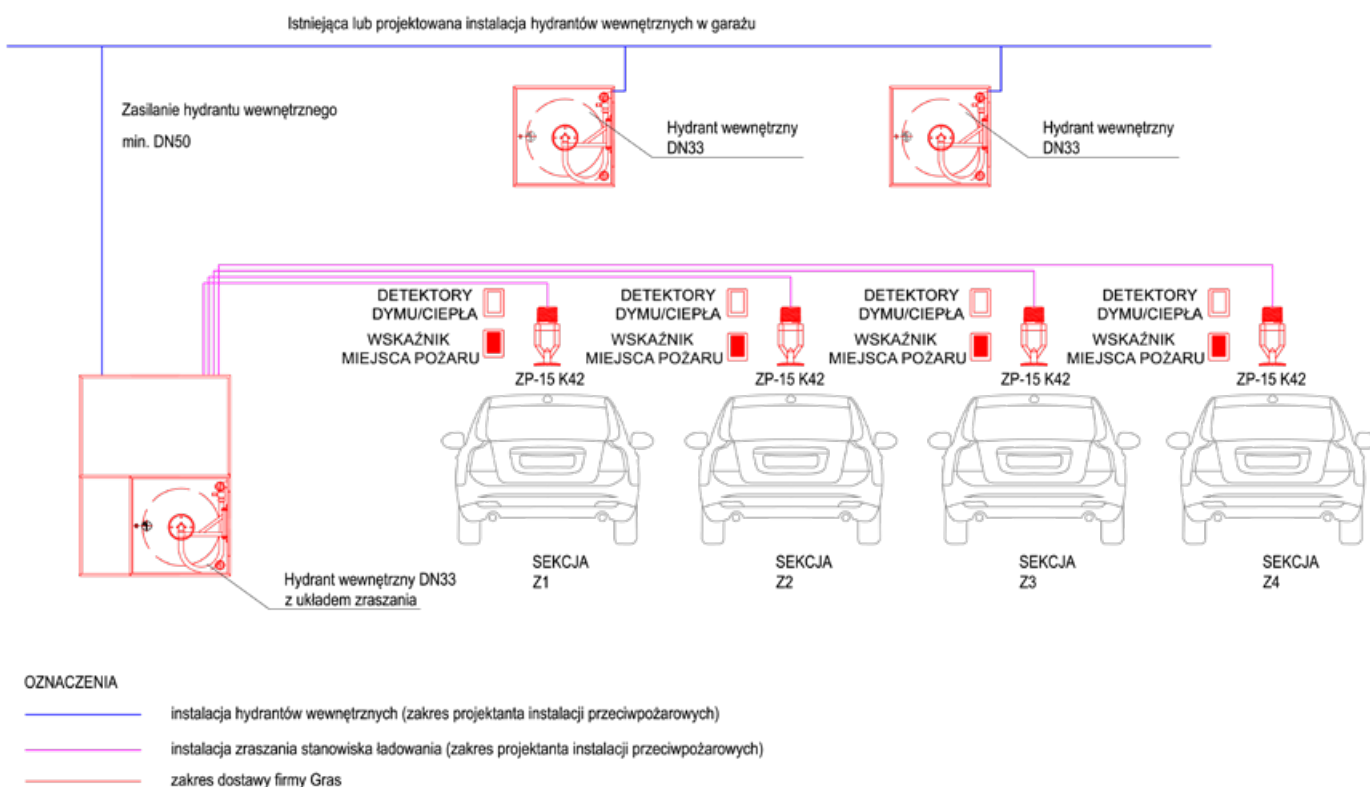 Istniejąca lub projektowana instalacja hydrantów wewnętrznych w garażu
Zasilanie hydrantu wewnętrznego
min. DN50
Hydrant wewnętrzny
DN33
Hydrant wewnętrzny
DN33
DETEKTORY
DYMU/CIEPŁA
WSKAŹNIK
MIEJSCA POŻARU
ZP-15 K42
DETEKTORY
DYMU/CIEPŁA
WSKAŹNIK
MIEJSCA POŻARU
ZP-15 K42
DETEKTORY
DYMU/CIEPŁA
WSKAŹNIK
MIEJSCA POŻARU
ZP-15 K42
DETEKTORY
DYMU/CIEPŁA
WSKAŹNIK
MIEJSCA POŻARU
ZP-15 K42
SEKCJA
Z1
SEKCJA
Z2
SEKCJA
Z3
SEKCJA
Z4
Hydrant wewnętrzny DN33
z układem zraszania
OZNACZENIA
instalacja hydrantów wewnętrznych (zakres projektanta instalacji przeciwpożarowych)
instalacja zraszania stanowiska ładowania (zakres projektanta instalacji przeciwpożarowych)
zakres dostawy firmy Gras